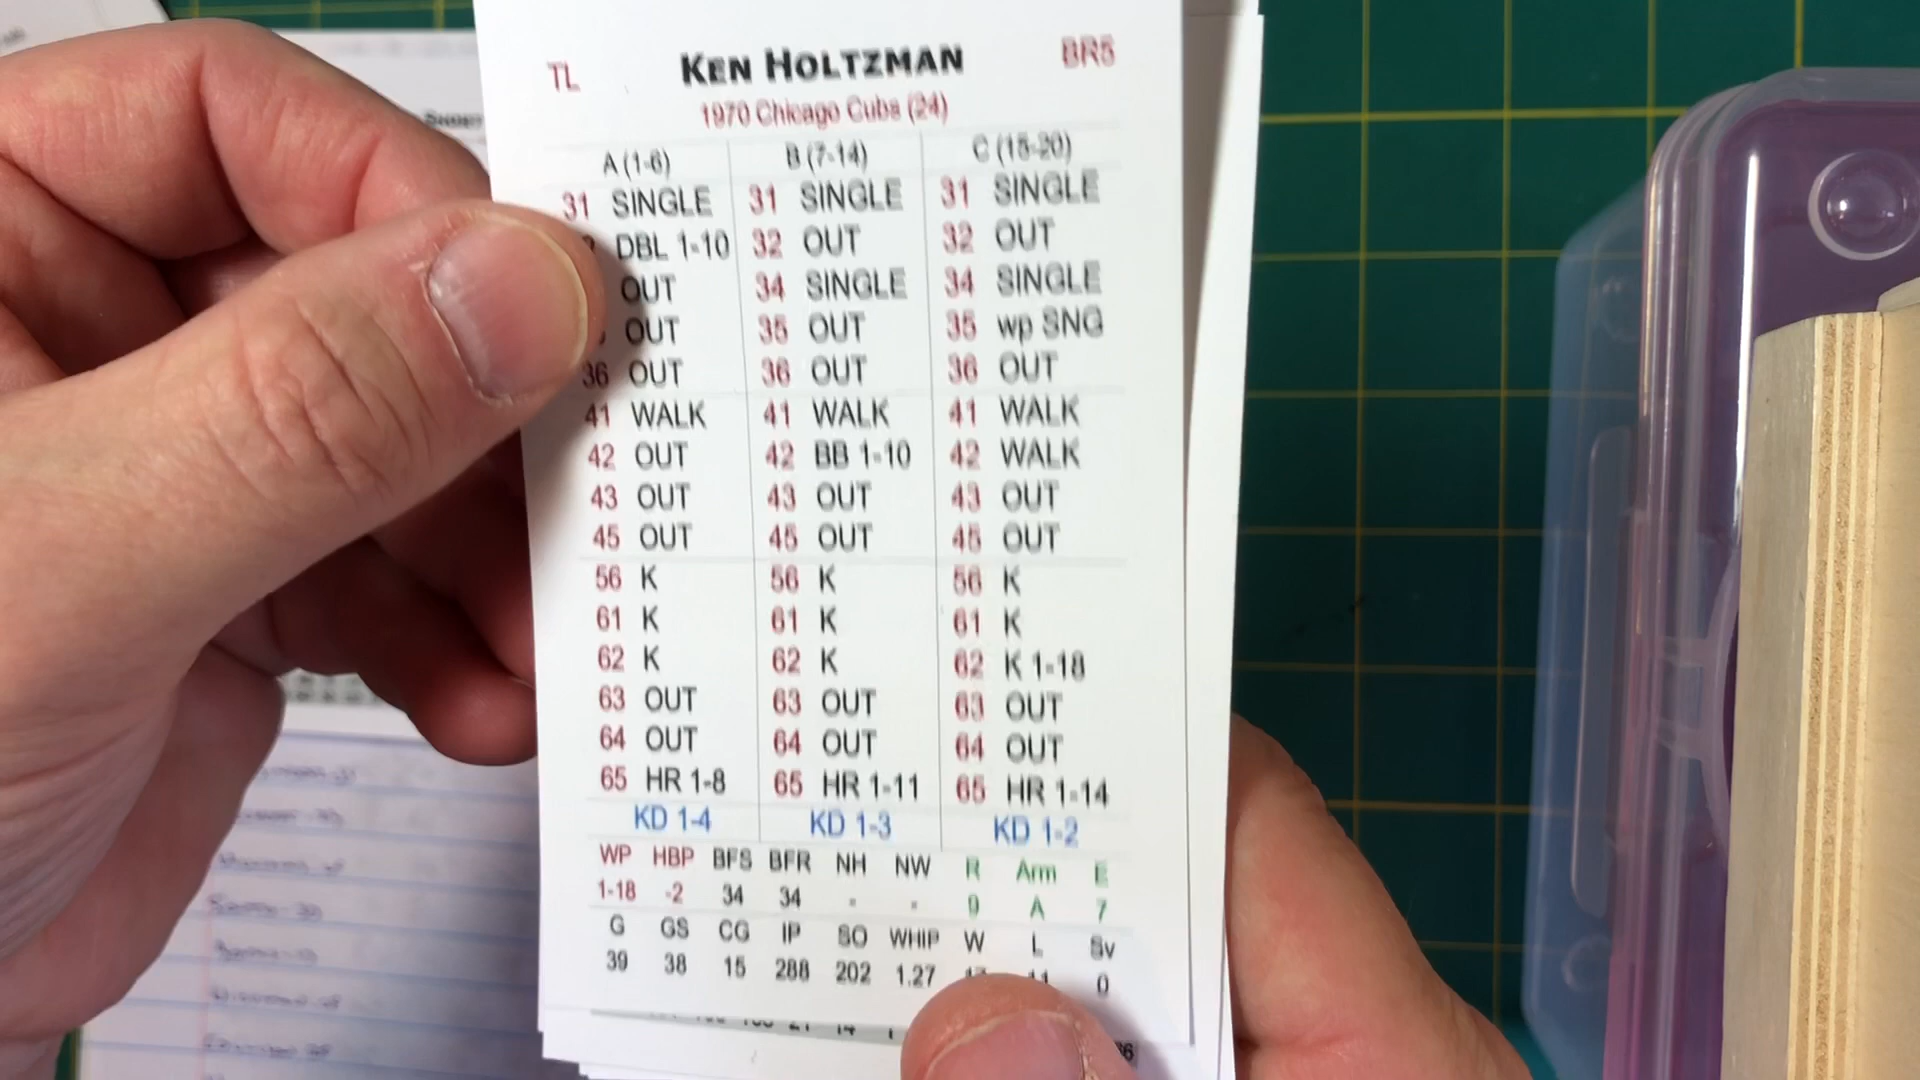 TL KEN HOLTZMAN BR5
1970 Chicago Cubs (24)
A (1-6) B (7-14) C (15-20)
31 SINGLE 31 SINGLE 31 SINGLE
DBL 1-10 32 OUT 32 OUT
OUT 34 SINGLE 34 SINGLE
OUT 35 OUT 35 wp SNG
36 OUT 36 OUT 36 OUT
41 WALK 41 WALK 41 WALK
42 OUT 42 BB 1-10 42 WALK
43 OUT 43 OUT 43 OUT
45 OUT 45 OUT 45 OUT
56 K 56 K 56 K
61 K 61 K 61 K
62 K 62 K 62 K 1-18
63 OUT 63 OUT 63 OUT
64 OUT 64 OUT 64 OUT
65 HR 1-8 65 HR 1-11 65 HR 1-14
KD 1-4 KD 1-3 KD 1-2
WP HBP BFS BFR NH NW R Arm E
1-18 -2 34 34 - - 9 A 7
G GS CG IP SO WHIP W L Sv
39 38 15 288 202 1.27 11 0